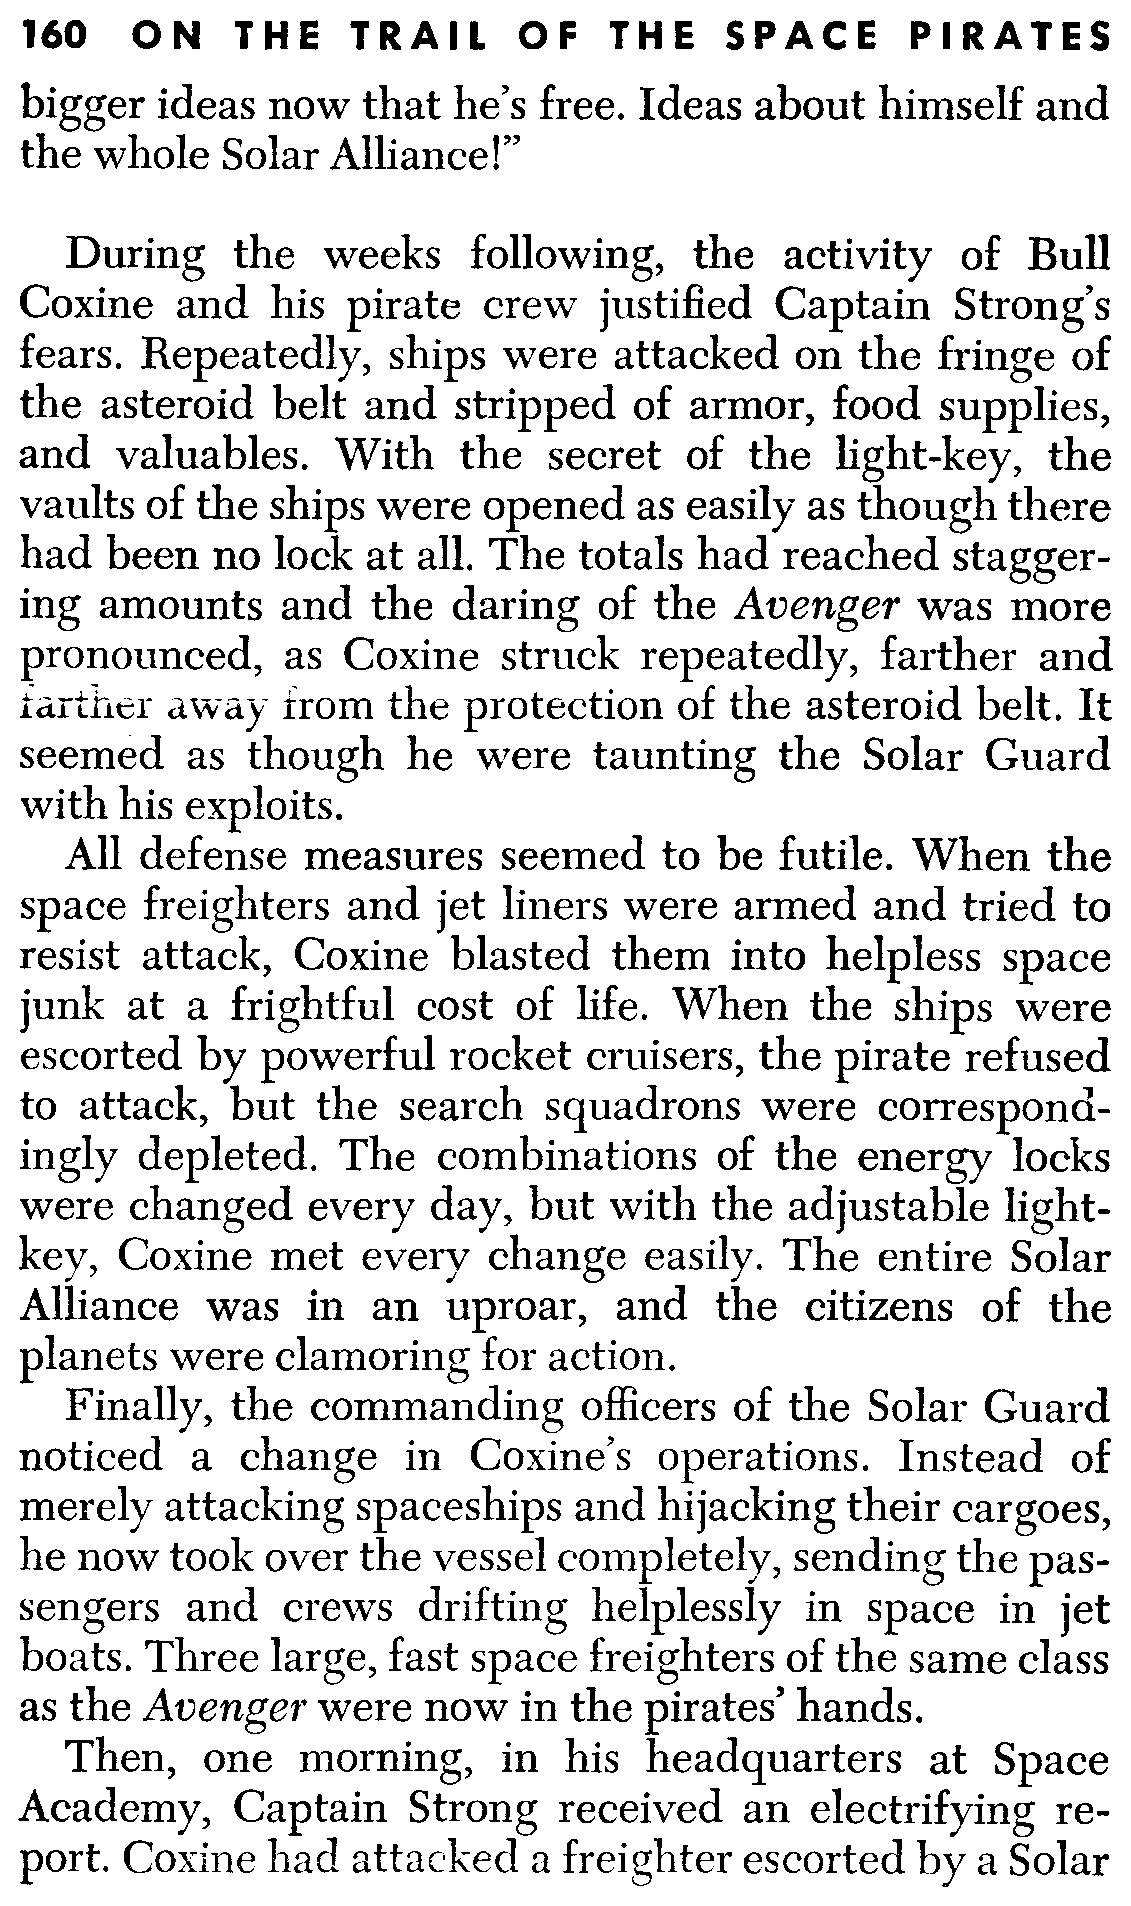 160 ON THE TRAIL OF THE SPACE PIRATES
bigger ideas now that he's free. Ideas about himself and
the whole Solar Alliance!”
During the weeks following, the activity of Bull
Coxine and his pirate crew justified Captain Strong's
fears. Repeatedly, ships were attacked on the fringe of
the asteroid belt and stripped of armor, food supplies,
and valuables. With the secret of the light-key, the
vaults of the ships were opened as easily as though there
had been no lock at all. The totals had reached stagger-
ing amounts and the daring of the Avenger was more
pronounced, as Coxine struck repeatedly, farther and
farther away from the protection of the asteroid belt. It
seemed as though he were taunting the Solar Guard
with his exploits.
All defense measures seemed to be futile. When the
space freighters and jet liners were armed and tried to
resist attack, Coxine blasted them into helpless space
junk at a frightful cost of life. When the ships were
escorted by powerful rocket cruisers, the pirate refused
to attack, but the search squadrons were correspond-
ingly depleted. The combinations of the energy locks
were changed every day, but with the adjustable light-
key, Coxine met every change easily. The entire Solar
Alliance was in an uproar, and the citizens of the
planets were clamoring for action.
Finally, the commanding officers of the Solar Guard
noticed a change in Coxine's operations. Instead of
merely attacking spaceships and hijacking their cargoes,
he now took over the vessel completely, sending the pas-
sengers and crews drifting helplessly in space in jet
boats. Three large, fast space freighters of the same class
as the Avenger were now in the pirates' hands.
Then, one morning, in his headquarters at Space
Academy, Captain Strong received an electrifying re-
port. Coxine had attacked a freighter escorted by a Solar